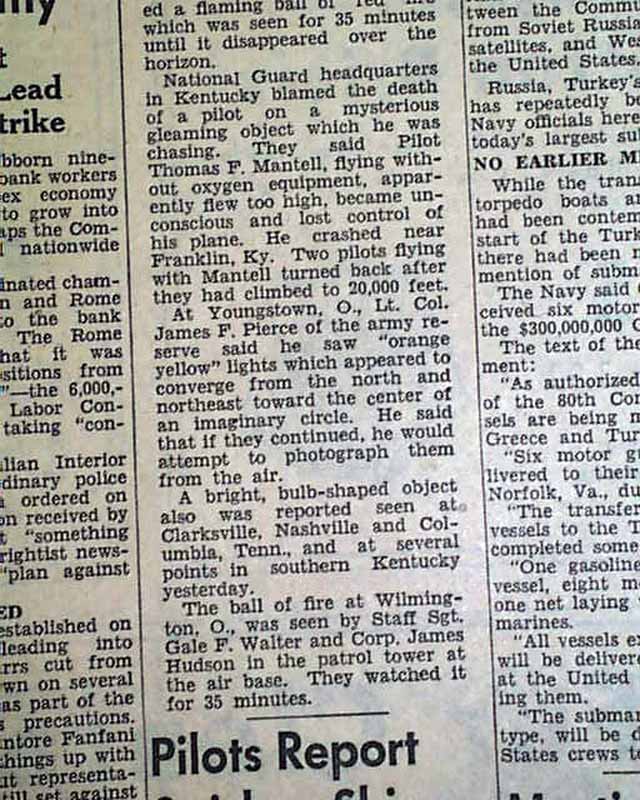 t
Lead
trike
bborn nine-
bank workers
ex economy
to grow into
aps the Com-
nationwide
inated cham-
n and Rome
to the bank
The Rome
hat it was
sitions from
"—the 6,000,-
Labor Con-
taking "con-
lian Interior
dinary police
ordered on
on received by
t "something
rightist news-
"plan against
ED
established on
leading into
rrs cut from
wn on several
as part of the
s precautions.
ntore Fanfani
things up with
ut representa-
till set against
ed a flaming ball of red
which was seen for 35 minutes
until it disappeared over the
horizon.
National Guard headquarters
in Kentucky blamed the death
of a pilot on a mysterious
gleaming object which he was
chasing. They said Pilot
Thomas F. Mantell, flying with-
out oxygen equipment, appar-
ently flew too high, became un-
conscious and lost control of
his plane. He crashed near
Franklin, Ky. Two pilots flying
with Mantell turned back after
they had climbed to 20,000 feet.
At Youngstown, O., Lt. Col.
James F. Pierce of the army re-
serve said he saw "orange
yellow" lights which appeared to
converge from the north and
northeast toward the center of
an imaginary circle. He said
that if they continued, he would
attempt to photograph them
from the air.
A bright, bulb-shaped object
also was reported seen at
Clarksville, Nashville and Col-
umbia, Tenn., and at several
points in southern Kentucky
yesterday.
The ball of fire at Wilming-
ton, O., was seen by Staff Sgt.
Gale F. Walter and Corp. James
Hudson in the patrol tower at
the air base. They watched it
for 35 minutes.
Pilots Report
tween the Commu
from Soviet Russia
satellites, and Wes
the United States.
Russia, Turkey's
has repeatedly b
Navy officials here
today's largest su
NO EARLIER M
While the tran
torpedo boats a
had been contem
start of the Turk
there had been n
mention of subm
The Navy said
ceived six motor
the $300,000,000
The text of the
ment:
"As authorized
of the 80th Con
sels are being m
Greece and Tur
"Six motor gu
livered to their
Norfolk, Va., du
"The transfer
vessels to the T
completed some
"One gasoline
vessel, eight m
one net laying
marines.
"All vessels e
will be deliver
at the United
ing them.
"The submar
type, will be d
States crews t